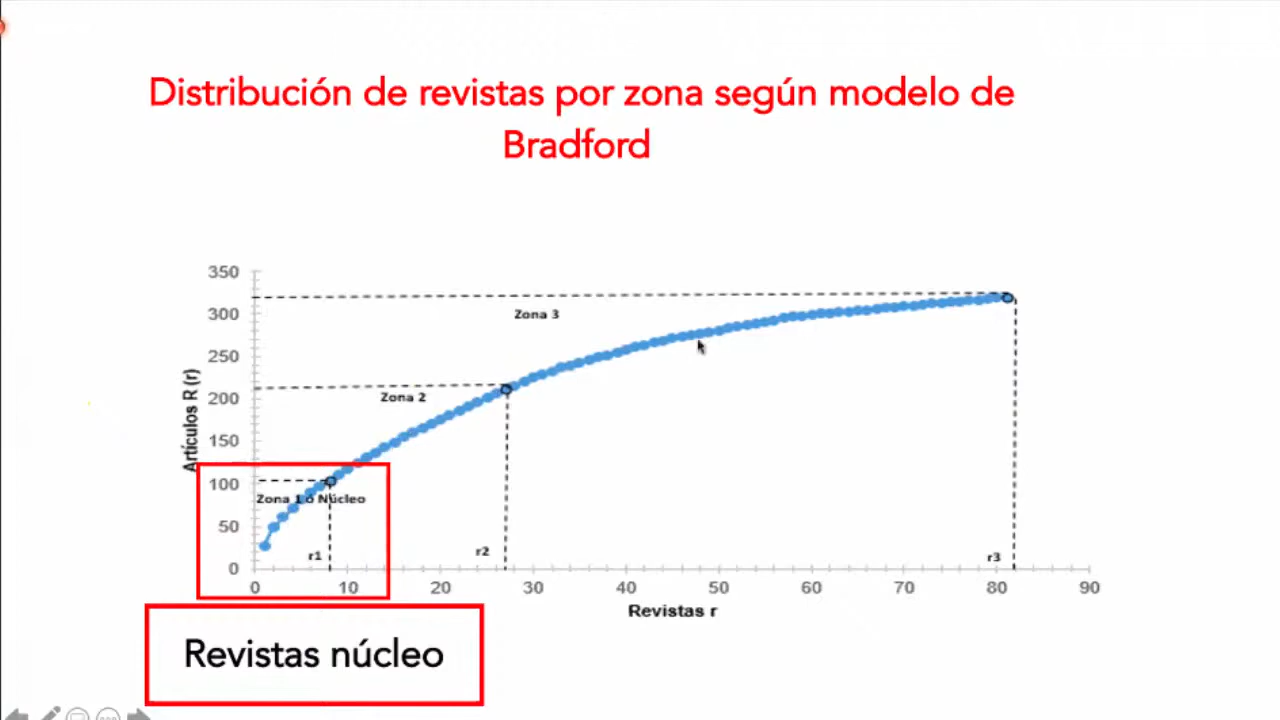 Distribución de revistas por zona según modelo de
Bradford
350
300
250
200
150
100
50
0
Artículos R (r)
Zona 3
Zona 2
Zona 1 ó Núcleo
r1
r2
r3
0 10 20 30 40 50 60 70 80 90
Revistas r
Revistas núcleo